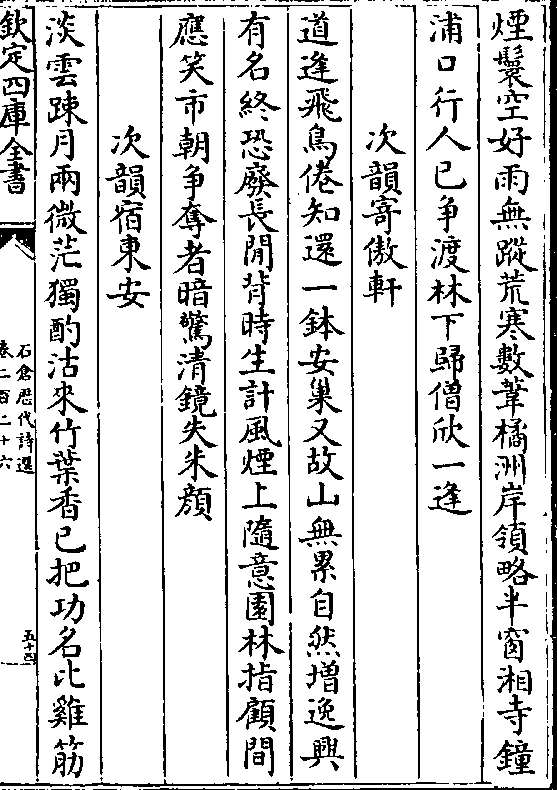 煙鬟空好雨無蹤荒寒數葦橘洲岸領略半窗湘寺鐘
浦口行人已争渡林下歸僧欣一逢
次韻寄傲軒
道逢飛鳥倦知還一鉢安巢又故山無累自然增逸興
有名終恐廢長閒背時生計風煙上隨意園林指顧間
應笑市朝争奪者暗驚清鏡失朱顔
次韻宿東安
淡雲踈月兩微茫獨酌沽來竹葉香已把功名比雞筋
欽定四庫全書
石倉歴代詩選
卷二百二十六
五十四